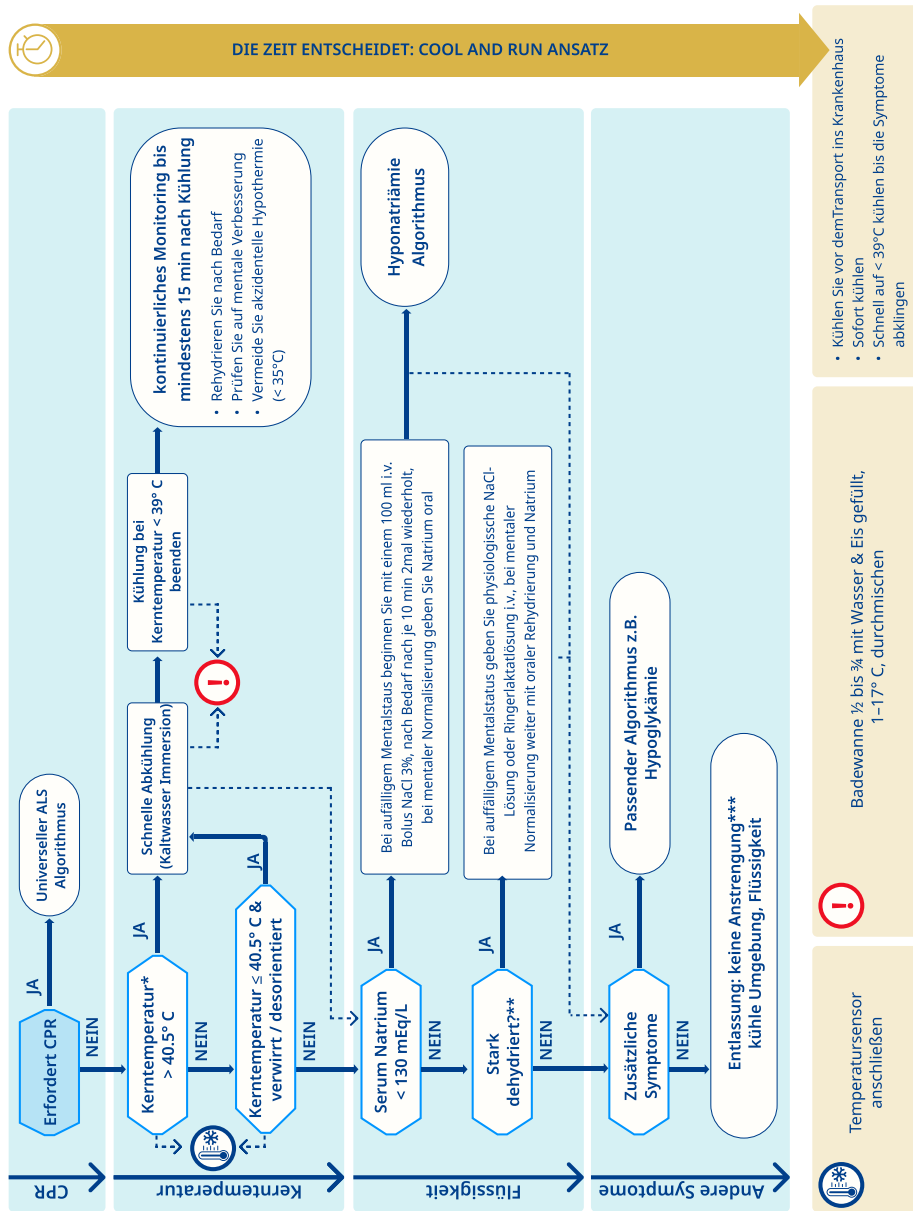 DIE ZEIT ENTSCHEIDET: COOL AND RUN ANSATZ
CPR
Erfordert CPR
JA
NEIN
Universeller ALS
Algorithmus
Kerntemperatur
Kerntemperatur*
> 40.5° C
JA
NEIN
Schnelle Abkühlung
(Kaltwasser Immersion)
Kühlung bei
Kerntemperatur < 39° C
beenden
kontinuierliches Monitoring bis
mindestens 15 min nach Kühlung
• Rehydrieren Sie nach Bedarf
• Prüfen Sie auf mentale Verbesserung
• Vermeide Sie akzidentelle Hypothermie
(< 35°C)
Kerntemperatur ≤ 40.5° C &
verwirrt / desorientiert
JA
NEIN
Flüssigkeit
Serum Natrium
< 130 mEq/L
JA
NEIN
Bei aufälligem Mentalstaus beginnen Sie mit einem 100 ml i.v.
Bolus NaCl 3%, nach Bedarf nach je 10 min 2mal wiederholt,
bei mentaler Normalisierung geben Sie Natrium oral
Hyponatriämie
Algorithmus
Stark
dehydriert?**
JA
NEIN
Bei auffälligem Mentalstatus geben Sie physiologissche NaCl-
Lösung oder Ringerlaktatlösung i.v., bei mentaler
Normalisierung weiter mit oraler Rehydrierung und Natrium
Andere Symptome
Zusätzliche
Symptome
JA
NEIN
Passender Algorithmus z.B.
Hypoglykämie
Entlassung: keine Anstrengung***
kühle Umgebung, Flüssigkeit
Temperatursensor
anschließen
Badewanne ½ bis ¾ mit Wasser & Eis gefüllt,
1–17° C, durchmischen
• Kühlen Sie vor demTransport ins Krankenhaus
• Sofort kühlen
• Schnell auf < 39°C kühlen bis die Symptome
abklingen